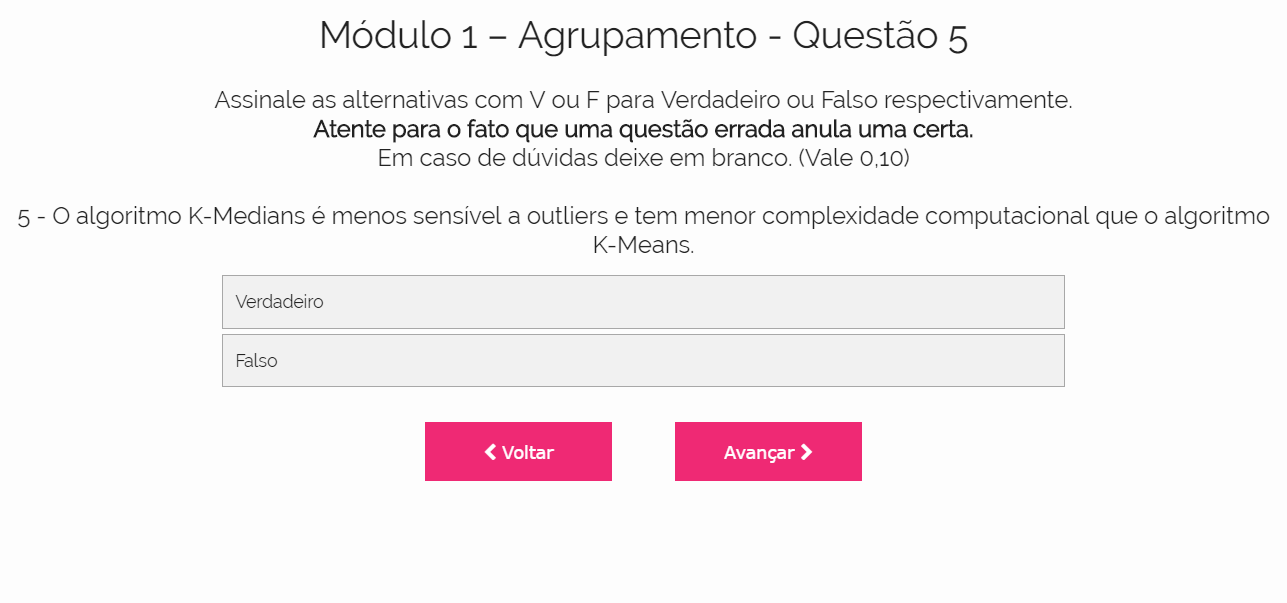 Módulo 1 – Agrupamento - Questão 5
Assinale as alternativas com V ou F para Verdadeiro ou Falso respectivamente.
Atente para o fato que uma questão errada anula uma certa.
Em caso de dúvidas deixe em branco. (Vale 0,10)
5 - O algoritmo K-Medians é menos sensível a outliers e tem menor complexidade computacional que o algoritmo
K-Means.
Verdadeiro
Falso
Voltar
Avançar